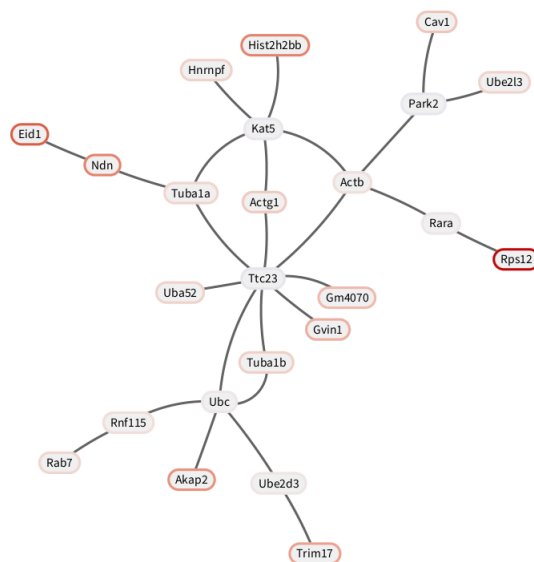 Cav1
Hist2h2bb
Hnrnpf
Ube2l3
Park2
Kat5
Eid1
Ndn
Actb
Tuba1a
Actg1
Rara
Rps12
Ttc23
Uba52
Gm4070
Gvin1
Tuba1b
Ubc
Rnf115
Rab7
Akap2
Ube2d3
Trim17